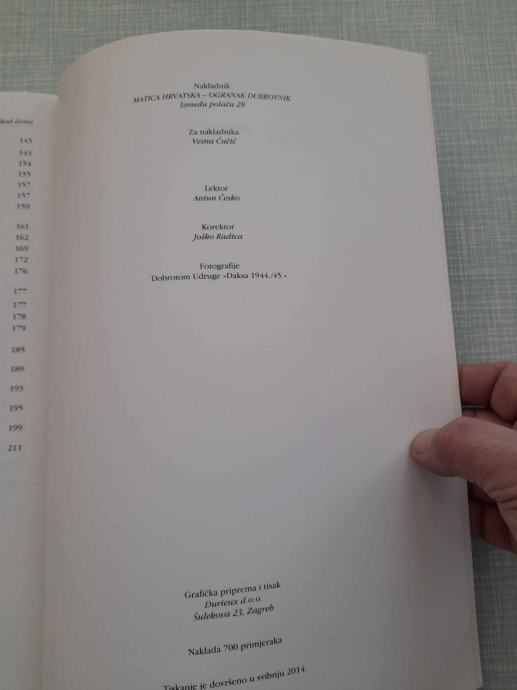 145
145
154
155
157
157
159
161
162
169
172
176
177
177
178
179
185
189
193
195
199
211
Nakladnik
MATICA HRVATSKA – OGRANAK DUBROVNIK
Između polača 28
Za nakladnika
Vesna Čučić
Lektor
Antun Česko
Korektor
Joško Radica
Fotografije
Dobrotom Udruge »Daksa 1944./45.«
Grafička priprema i tisak
Durieux d.o.o.
Šulekova 23, Zagreb
Naklada 700 primjeraka
Tiskanje je dovršeno u svibnju 2014.